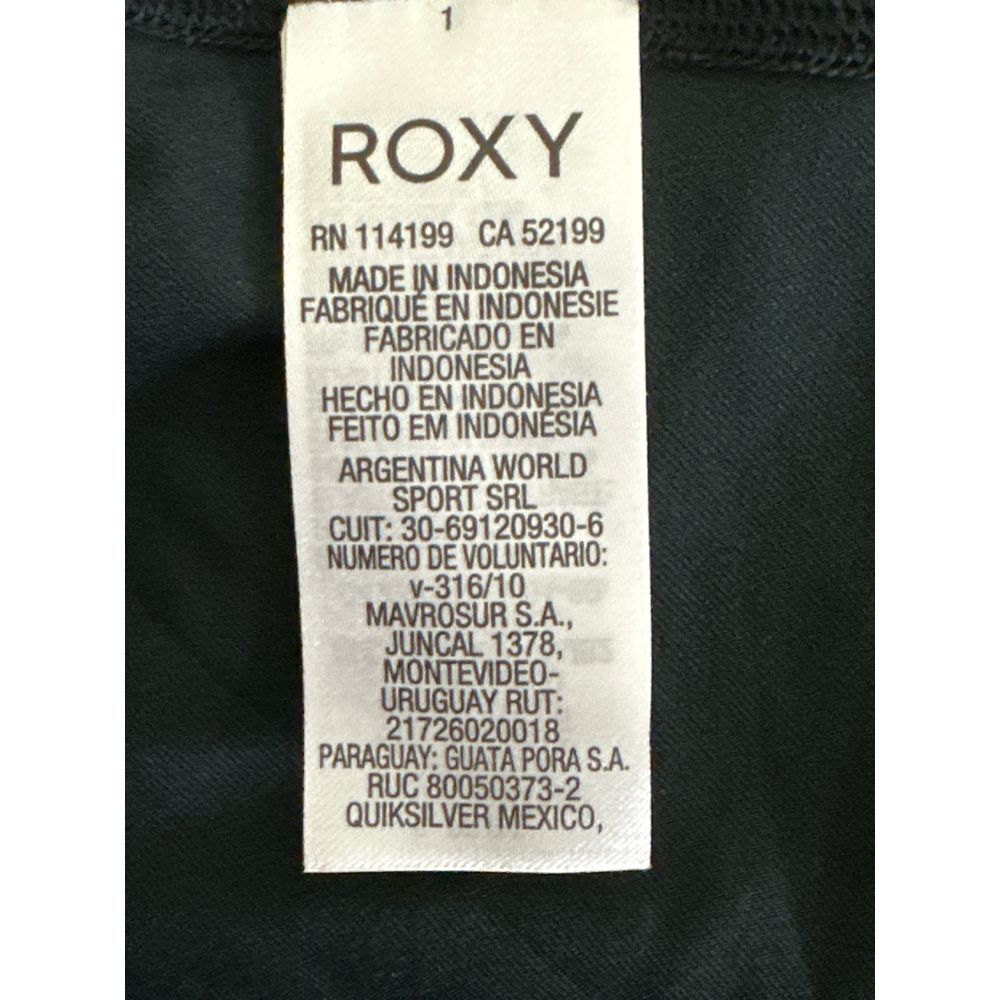 1
ROXY
RN 114199 CA 52199
MADE IN INDONESIA
FABRIQUÉ EN INDONESIE
FABRICADO EN
INDONESIA
HECHO EN INDONESIA
FEITO EM INDONÉSIA
ARGENTINA WORLD
SPORT SRL
CUIT: 30-69120930-6
NUMERO DE VOLUNTARIO:
v-316/10
MAVROSUR S.A.,
JUNCAL 1378,
MONTEVIDEO-
URUGUAY RUT:
21726020018
PARAGUAY: GUATA PORA S.A.
RUC 80050373-2
QUIKSILVER MEXICO,